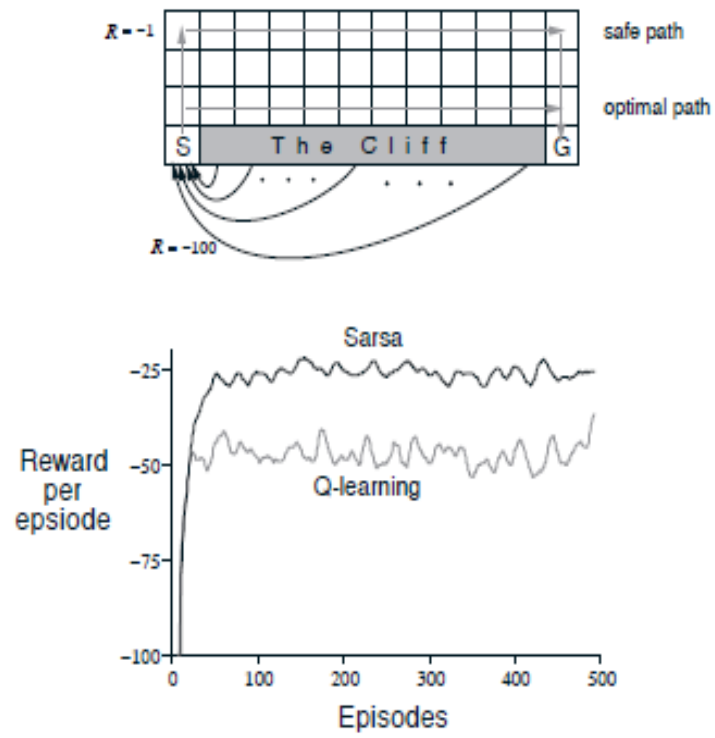 R = -1
safe path
optimal path
S
The Cliff
G
R = -100
Sarsa
-25
Reward
per
epsiode
-50
Q-learning
-75
-100
0 100 200 300 400 500
Episodes